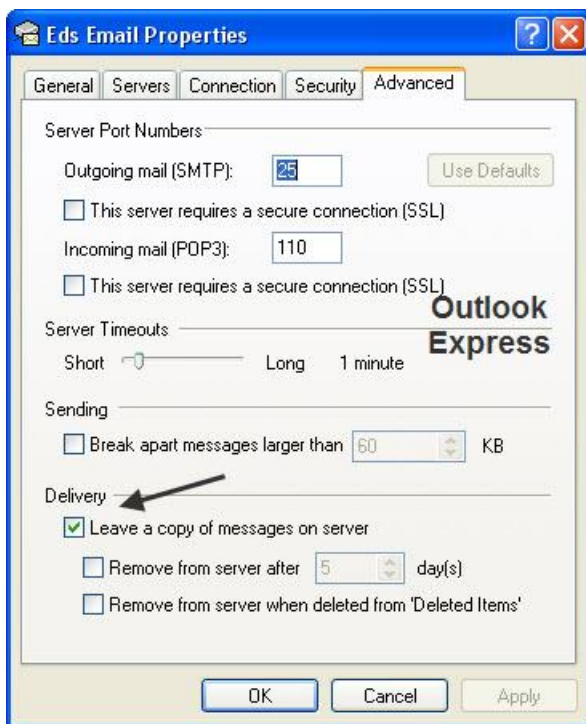 Eds Email Properties
General Servers Connection Security Advanced
Server Port Numbers
Outgoing mail (SMTP): 25 Use Defaults
This server requires a secure connection (SSL)
Incoming mail (POP3): 110
This server requires a secure connection (SSL)
Outlook
Express
Server Timeouts
Short Long 1 minute
Sending
Break apart messages larger than 60 KB
Delivery
Leave a copy of messages on server
Remove from server after 5 day(s)
Remove from server when deleted from 'Deleted Items'
OK Cancel Apply